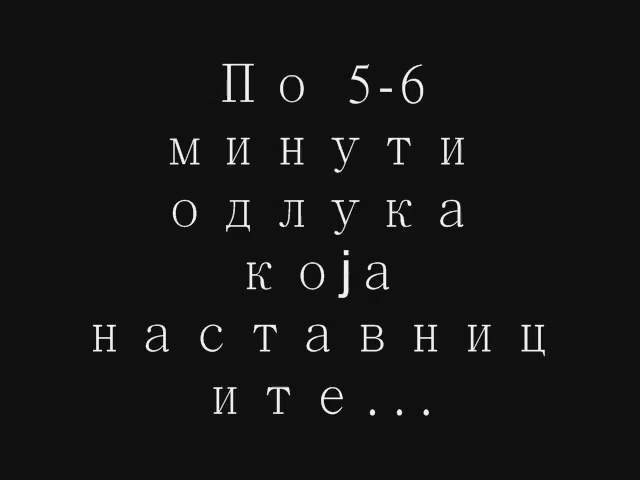 По 5-6
минути
одлука
која
наставниц
ите...